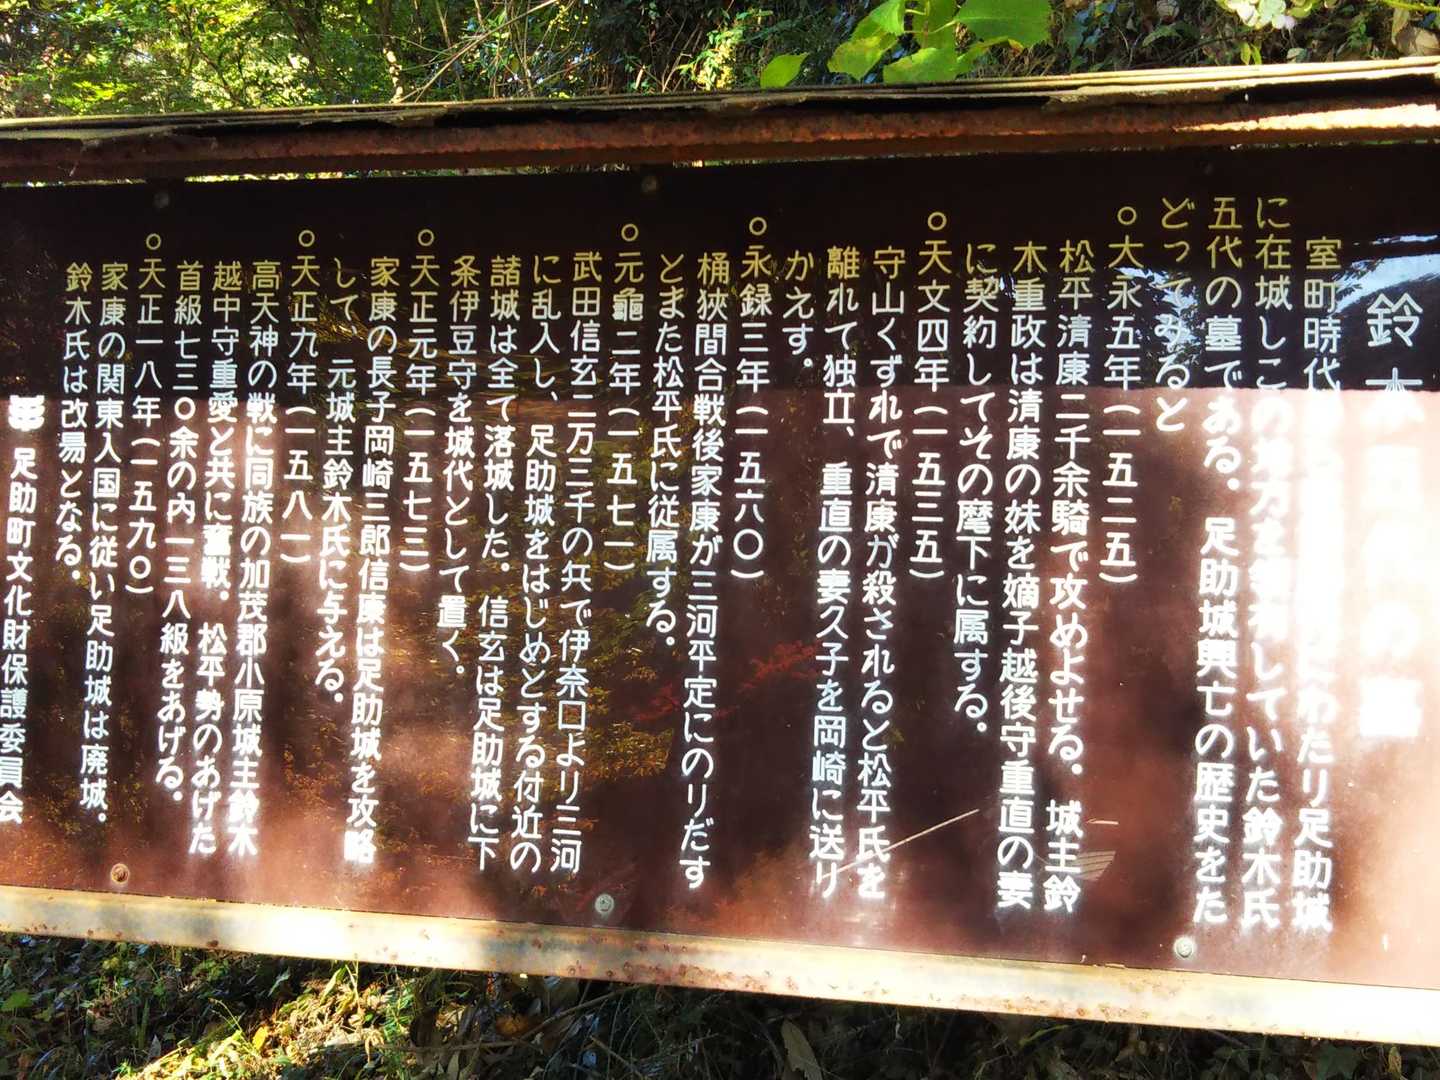 鈴木
室町時代 わたり足助城
に在城しこの地方を領有していた鈴木氏
五代の墓である。足助城興亡の歴史をた
どってみると
○大永五年(一五二五)
松平清康二千余騎で攻めよせる。城主鈴
木重政は清康の妹を嫡子越後守重直の妻
に契約してその麾下に属する。
○天文四年(一五三五)
守山くずれで清康が殺されると松平氏を
離れて独立、重直の妻久子を岡崎に送り
かえす。
○永録三年(一五六〇)
桶狭間合戦後家康が三河平定にのりだす
とまた松平氏に従属する。
○元龜二年(一五七一)
武田信玄二万三千の兵で伊奈口より三河
に乱入し、足助城をはじめとする付近の
諸城は全て落城した。信玄は足助城に下
条伊豆守を城代として置く。
○天正元年(一五七三)
家康の長子岡崎三郎信康は足助城を攻略
して、元城主鈴木氏に与える。
○天正九年(一五八一)
高天神の戦に同族の加茂郡小原城主鈴木
越中守重愛と共に奮戦。松平勢のあげた
首級七三〇余の内一三八級をあげる。
○天正一八年(一五九〇)
家康の関東入国に従い足助城は廃城。
鈴木氏は改易となる。
足助町文化財保護委員会